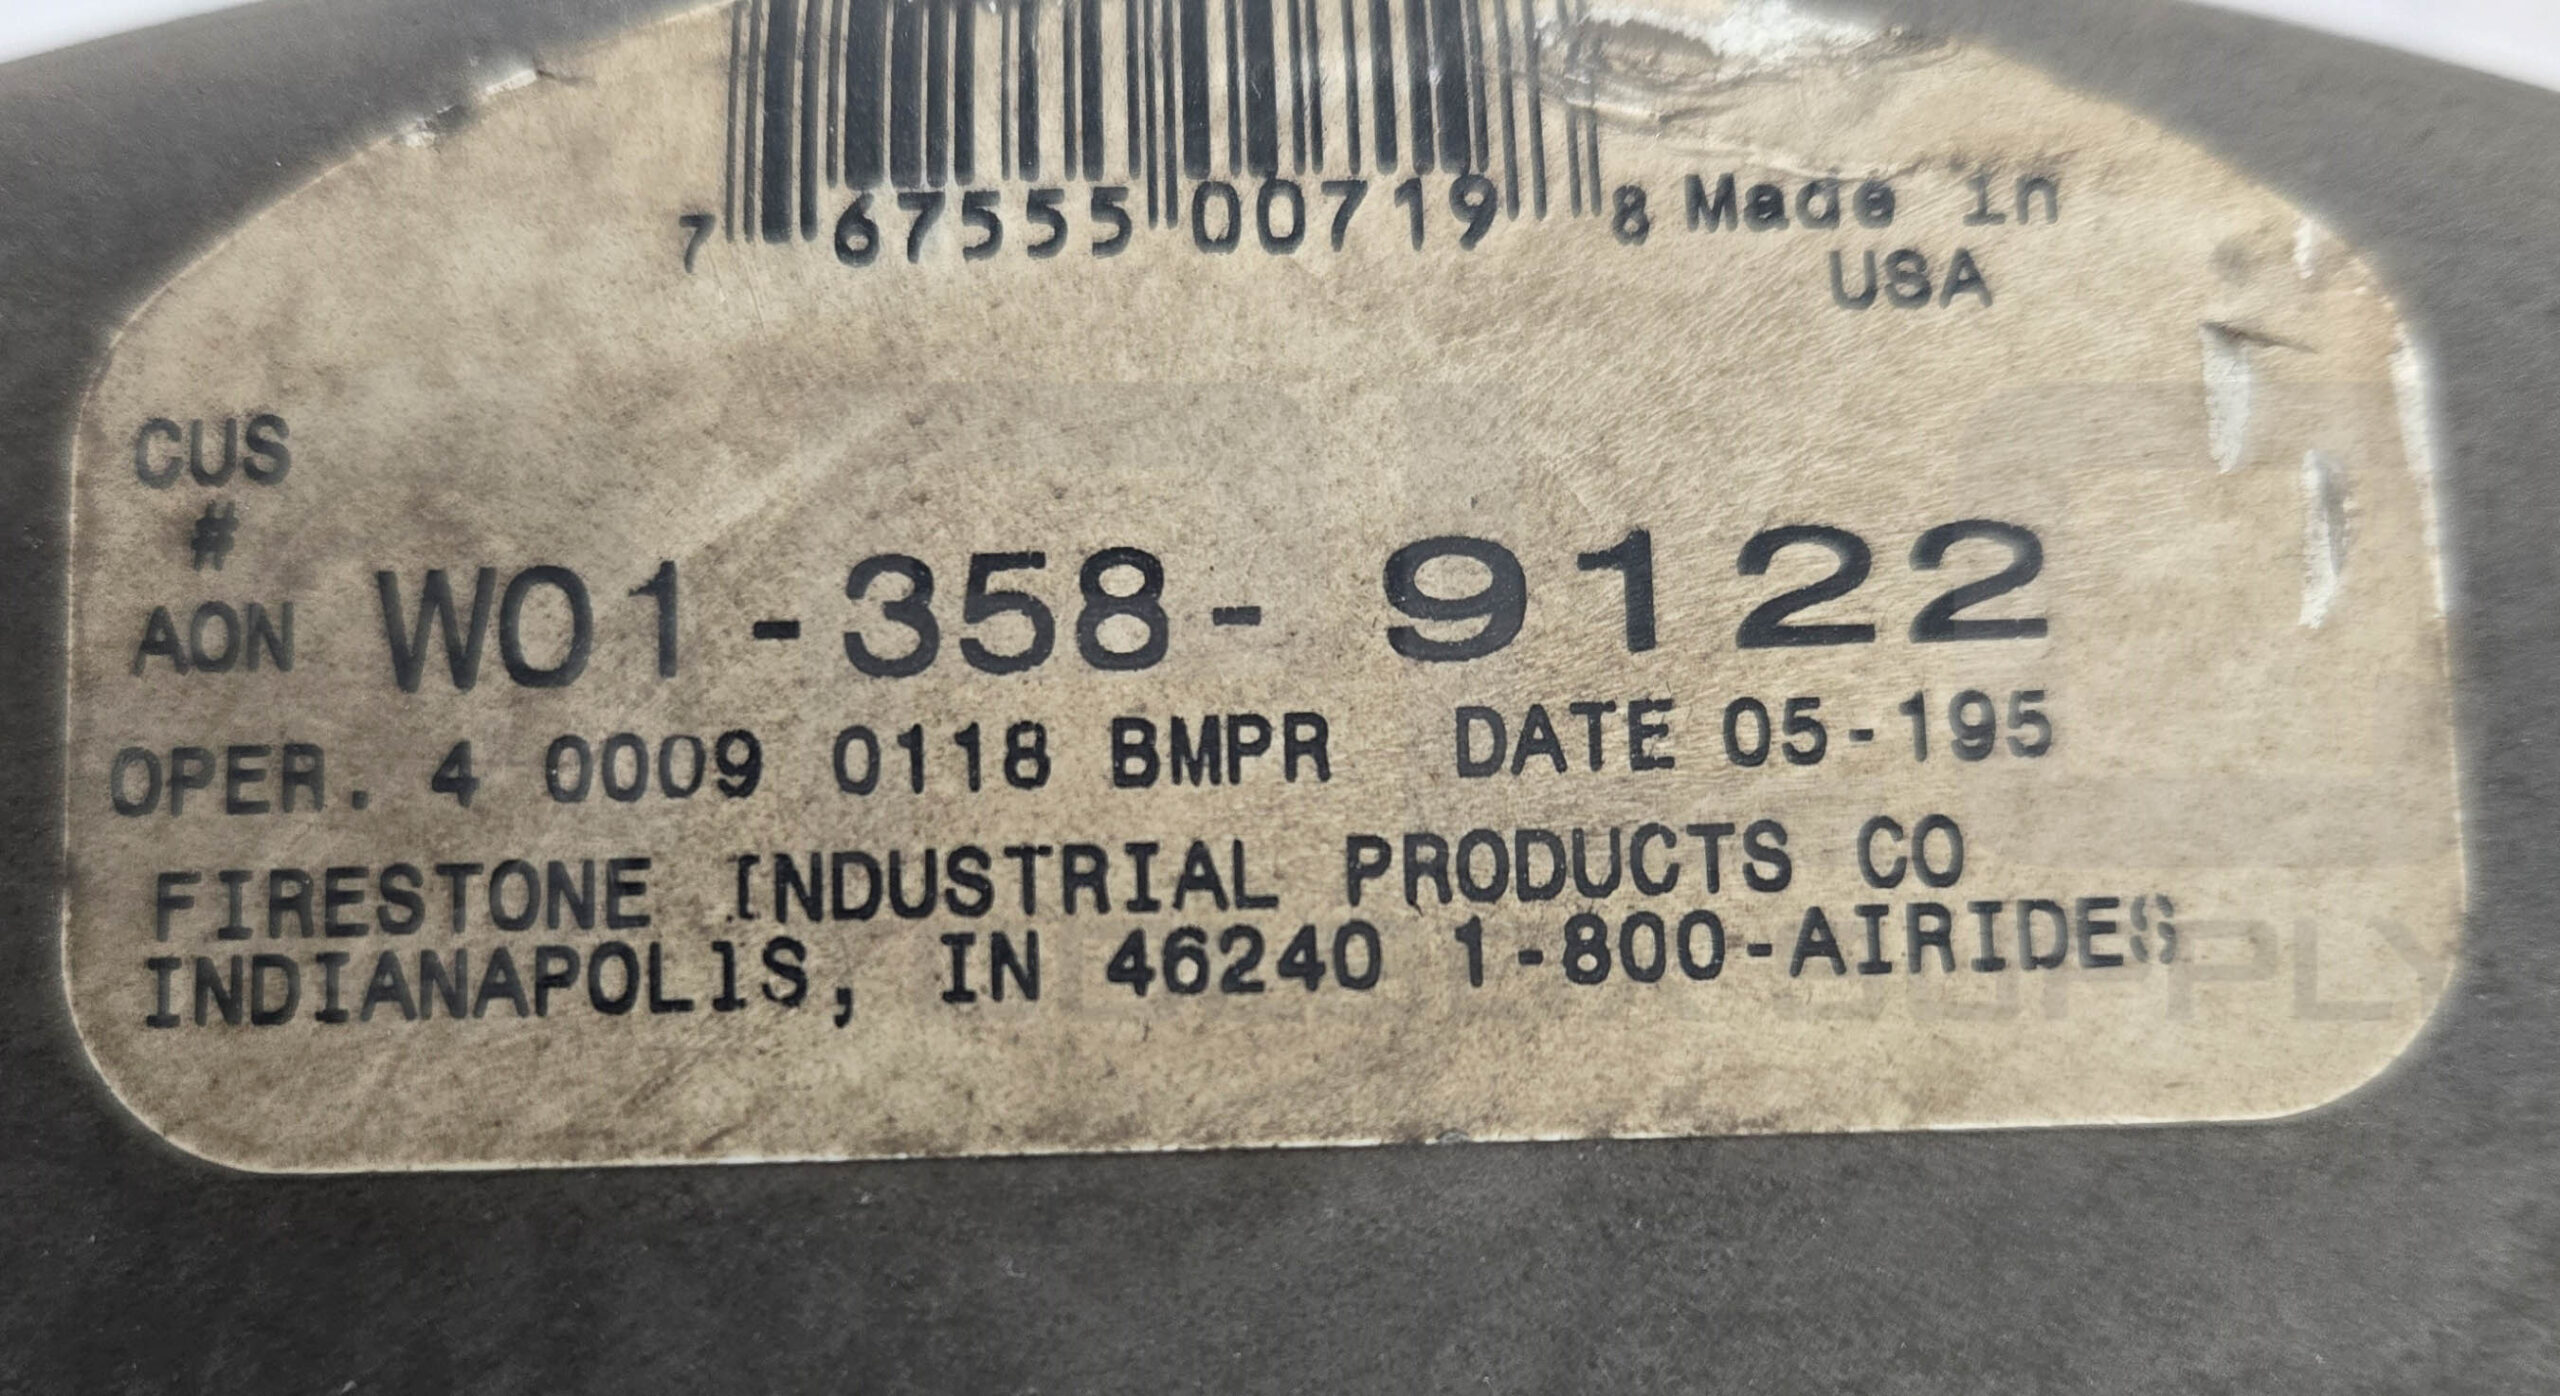 7 67555 00719 8 Made in
USA
CUS
#
AON W01-358-9122
OPER. 4 0009 0118 BMPR DATE 05-195
FIRESTONE INDUSTRIAL PRODUCTS CO
INDIANAPOLIS, IN 46240 1-800-AIRIDES
SUPPLY